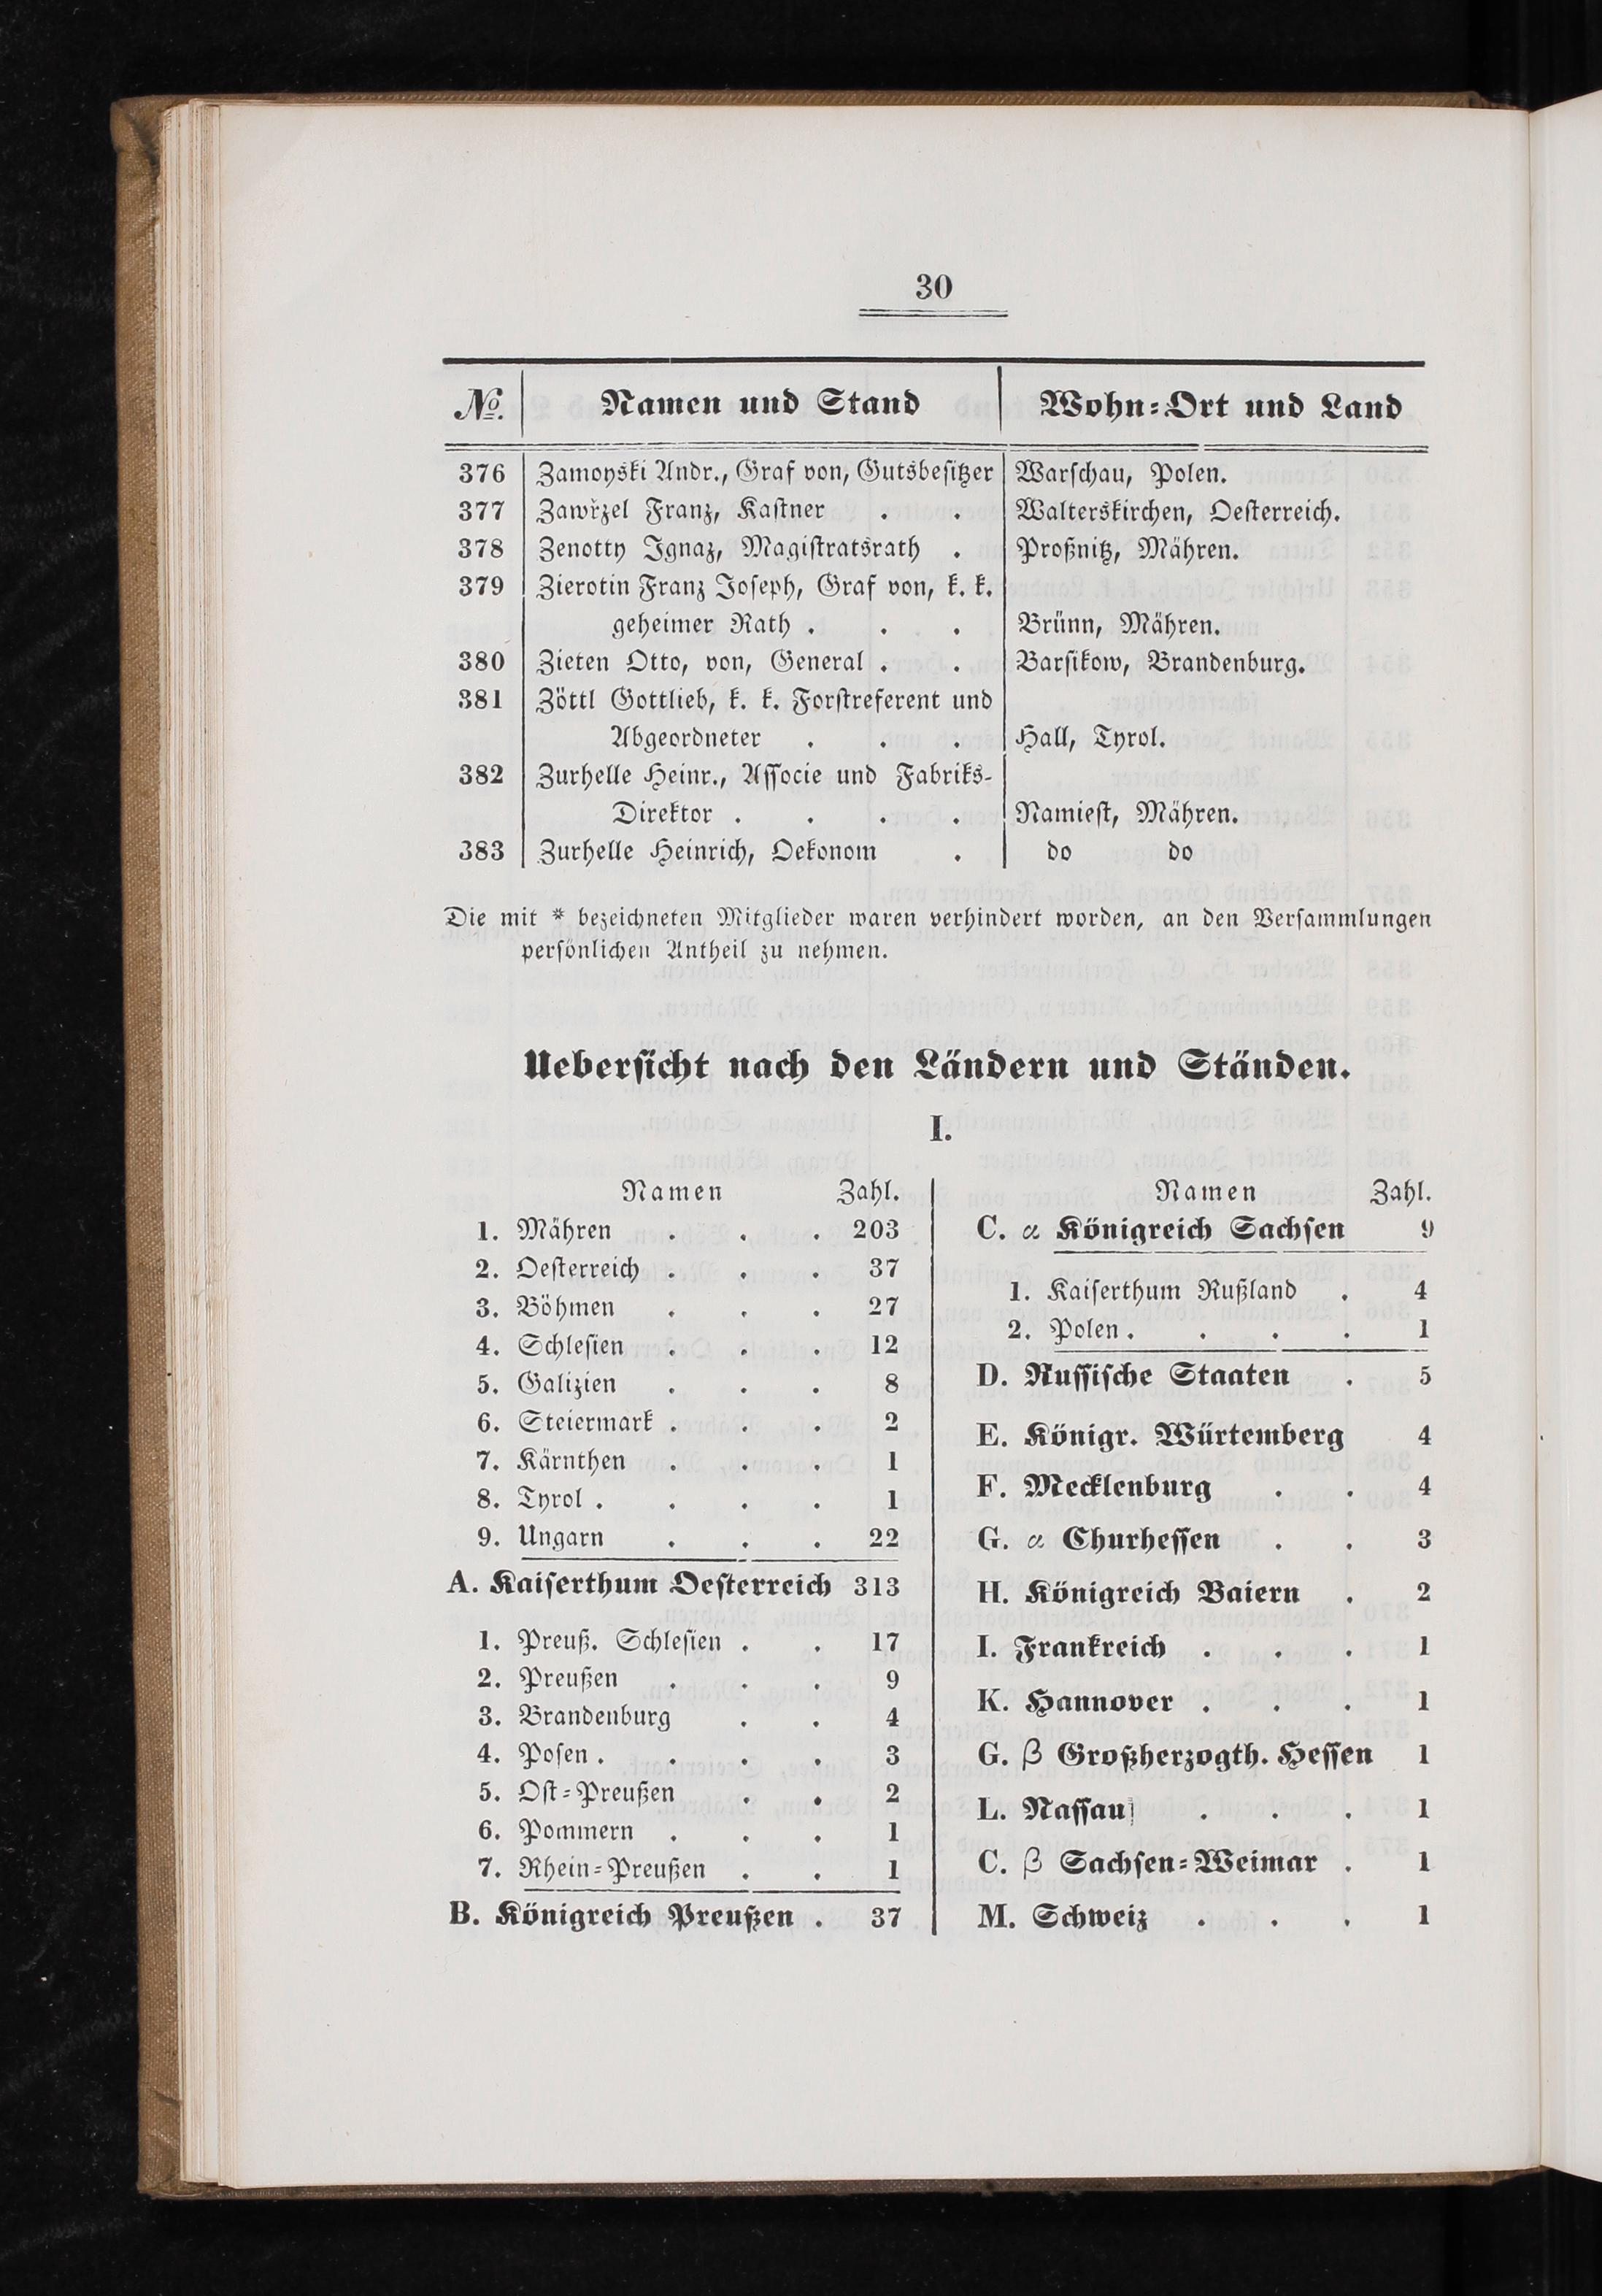 30
No. Namen und Stand Wohn-Ort und Land
376 Zamoyski Andr., Graf von, Gutsbesitzer Warschau, Polen.
377 Zawřzel Franz, Kastner . . Walterskirchen, Oesterreich.
378 Zenotty Ignaz, Magistratsrath . Proßnitz, Mähren.
379 Zierotin Franz Joseph, Graf von, k. k.
geheimer Rath . . . Brünn, Mähren.
380 Zieten Otto, von, General . . Barsikow, Brandenburg.
381 Zöttl Gottlieb, k. k. Forstreferent und
Abgeordneter . . . Hall, Tyrol.
382 Zurhelle Heinr., Associe und Fabriks-
Direktor . . . . Namiest, Mähren.
383 Zurhelle Heinrich, Oekonom . do do
Die mit * bezeichneten Mitglieder waren verhindert worden, an den Versammlungen
persönlichen Antheil zu nehmen.
Uebersicht nach den Ländern und Ständen.
I.
Namen Zahl.
1. Mähren . . . 203
2. Oesterreich . . . 37
3. Böhmen . . . 27
4. Schlesien . . . 12
5. Galizien . . . 8
6. Steiermark . . . 2
7. Kärnthen . . . 1
8. Tyrol . . . . 1
9. Ungarn . . . 22
A. Kaiserthum Oesterreich 313
1. Preuß. Schlesien . . 17
2. Preußen . . . 9
3. Brandenburg . . 4
4. Posen . . . . 3
5. Ost-Preußen . . 2
6. Pommern . . . 1
7. Rhein-Preußen . . 1
B. Königreich Preußen . 37
Namen Zahl.
C. α Königreich Sachsen 9
1. Kaiserthum Rußland . 4
2. Polen . . . . 1
D. Russische Staaten . 5
E. Königr. Würtemberg 4
F. Mecklenburg . . 4
G. α Churhessen . . 3
H. Königreich Baiern . 2
I. Frankreich . . . 1
K. Hannover . . . 1
G. β Großherzogth. Hessen 1
L. Nassau . . . 1
C. β Sachsen-Weimar . 1
M. Schweiz . . . 1